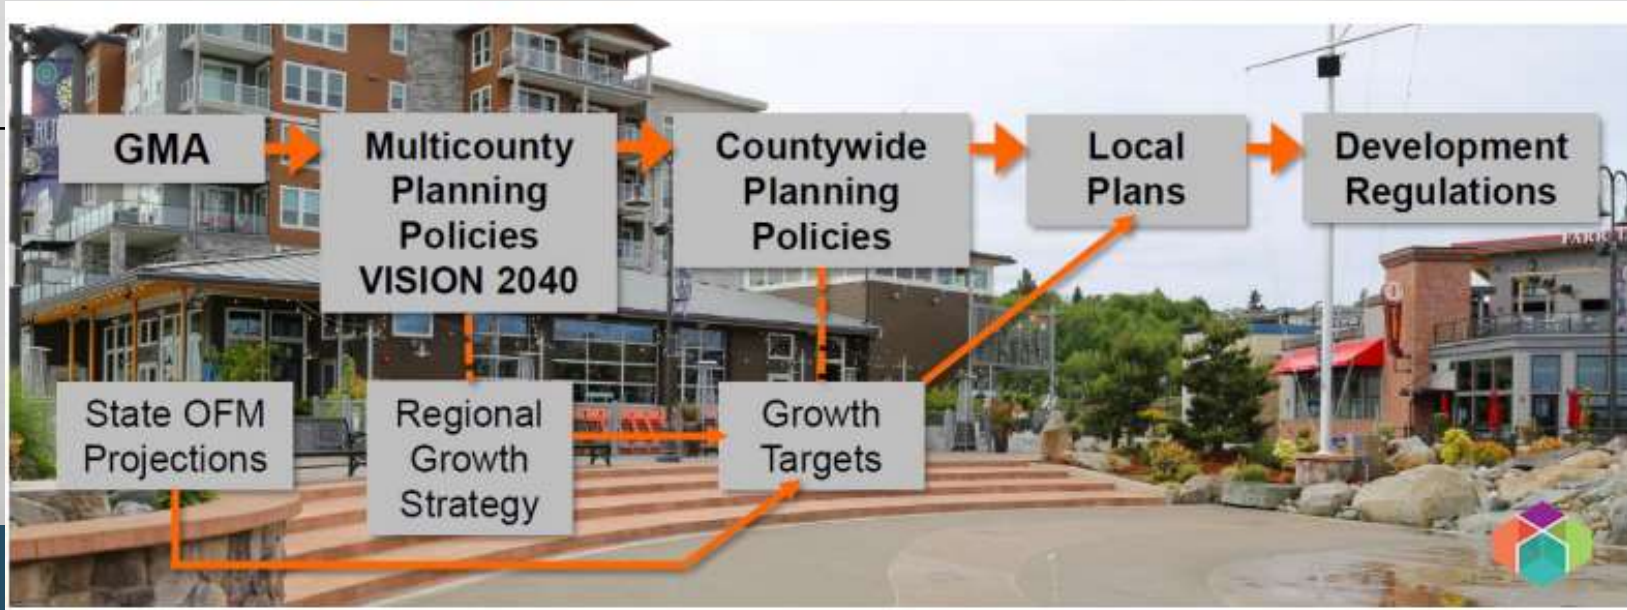 GMA
Multicounty
Planning
Policies
VISION 2040
Countywide
Planning
Policies
Local
Plans
Development
Regulations
State OFM
Projections
Regional
Growth
Strategy
Growth
Targets